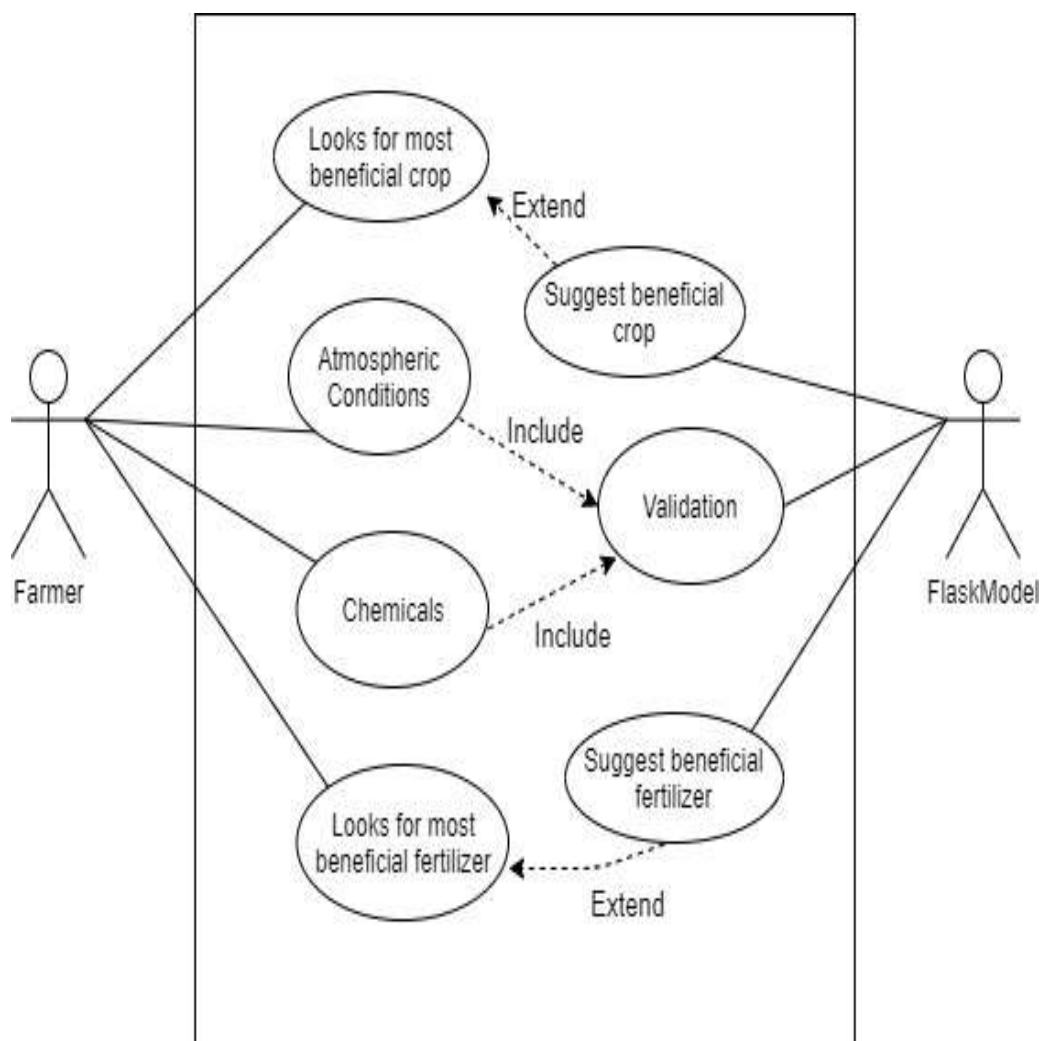 Looks for most
beneficial crop
Extend
Suggest beneficial
crop
Atmospheric
Conditions
Include
Validation
Farmer
FlaskModel
Chemicals
Include
Suggest beneficial
fertilizer
Looks for most
beneficial fertilizer
Extend